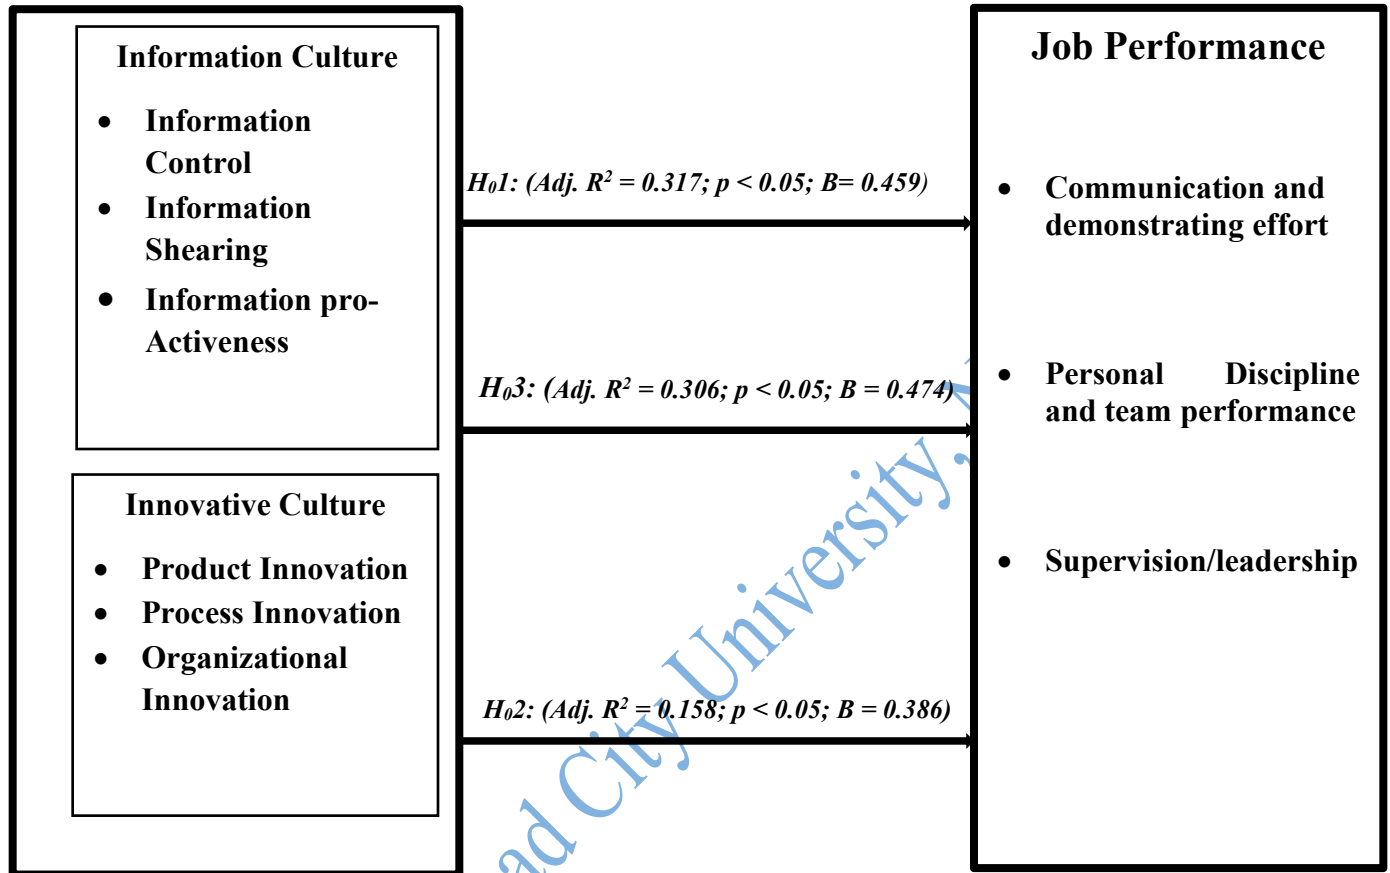 Information Culture
• Information
Control
• Information
Shearing
• Information pro-
Activeness
Innovative Culture
• Product Innovation
• Process Innovation
• Organizational
Innovation
H₀1: (Adj. R² = 0.317; p < 0.05; B= 0.459)
H₀3: (Adj. R² = 0.306; p < 0.05; B = 0.474)
H₀2: (Adj. R² = 0.158; p < 0.05; B = 0.386)
Job Performance
• Communication and
demonstrating effort
• Personal Discipline
and team performance
• Supervision/leadership
City University,